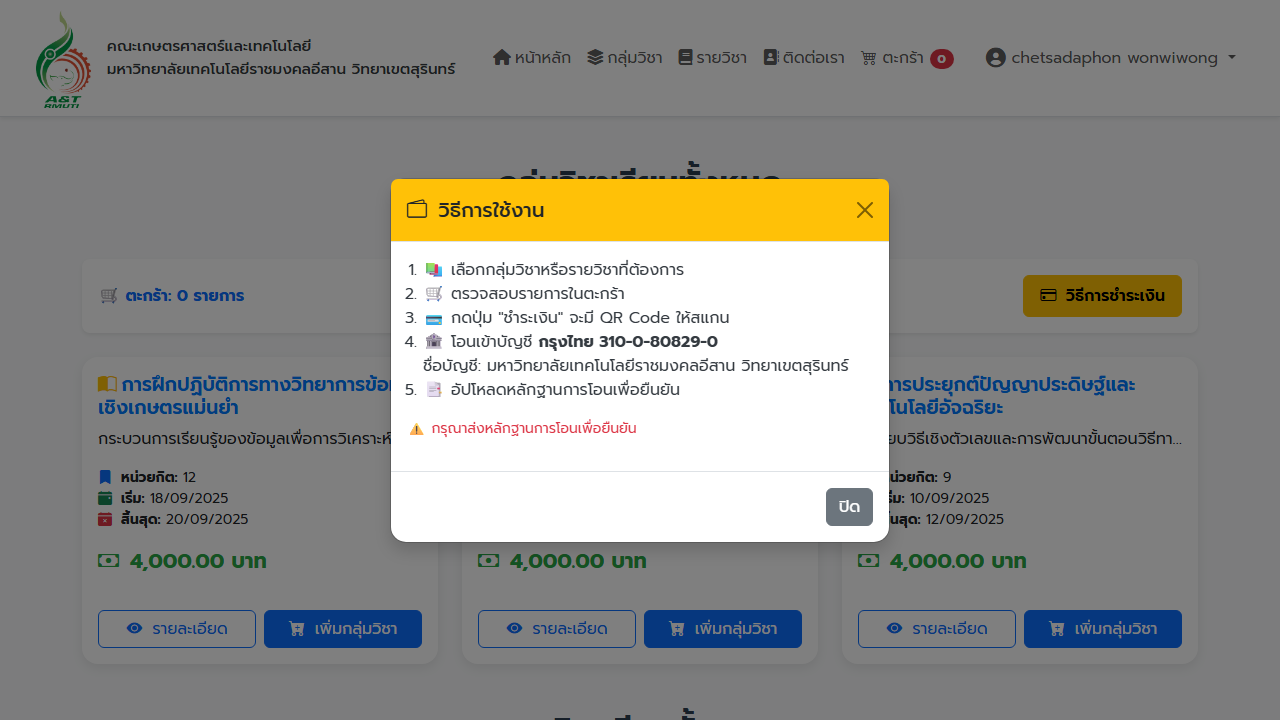 คณะเกษตรศาสตร์และเทคโนโลยี
มหาวิทยาลัยเทคโนโลยีราชมงคลอีสาน วิทยาเขตสุรินทร์
A&T
RMUTI
หน้าหลัก กลุ่มวิชา รายวิชา ติดต่อเรา ตะกร้า 0 chetsadaphon wonwiwong
วิธีการใช้งาน
1. เลือกกลุ่มวิชาหรือรายวิชาที่ต้องการ
2. ตรวจสอบรายการในตะกร้า
3. กดปุ่ม "ชำระเงิน" จะมี QR Code ให้สแกน
4. โอนเข้าบัญชี กรุงไทย 310-0-80829-0
ชื่อบัญชี: มหาวิทยาลัยเทคโนโลยีราชมงคลอีสาน วิทยาเขตสุรินทร์
5. อัปโหลดหลักฐานการโอนเพื่อยืนยัน
กรุณาส่งหลักฐานการโอนเพื่อยืนยัน
ปิด
ตะกร้า: 0 รายการ
วิธีการชำระเงิน
การฝึกปฏิบัติการทางวิทยาการข้อ
เชิงเกษตรแม่นยำ
กระบวนการเรียนรู้ของข้อมูลเพื่อการวิเคราะห์
หน่วยกิต: 12
เริ่ม: 18/09/2025
สิ้นสุด: 20/09/2025
4,000.00 บาท
รายละเอียด
เพิ่มกลุ่มวิชา
4,000.00 บาท
รายละเอียด
เพิ่มกลุ่มวิชา
การประยุกต์ปัญญาประดิษฐ์และ
โนโลยีอัจฉริยะ
ยบวิธีเชิงตัวเลขและการพัฒนาขั้นตอนวิธีทา...
น่วยกิต: 9
ริ่ม: 10/09/2025
้นสุด: 12/09/2025
4,000.00 บาท
รายละเอียด
เพิ่มกลุ่มวิชา